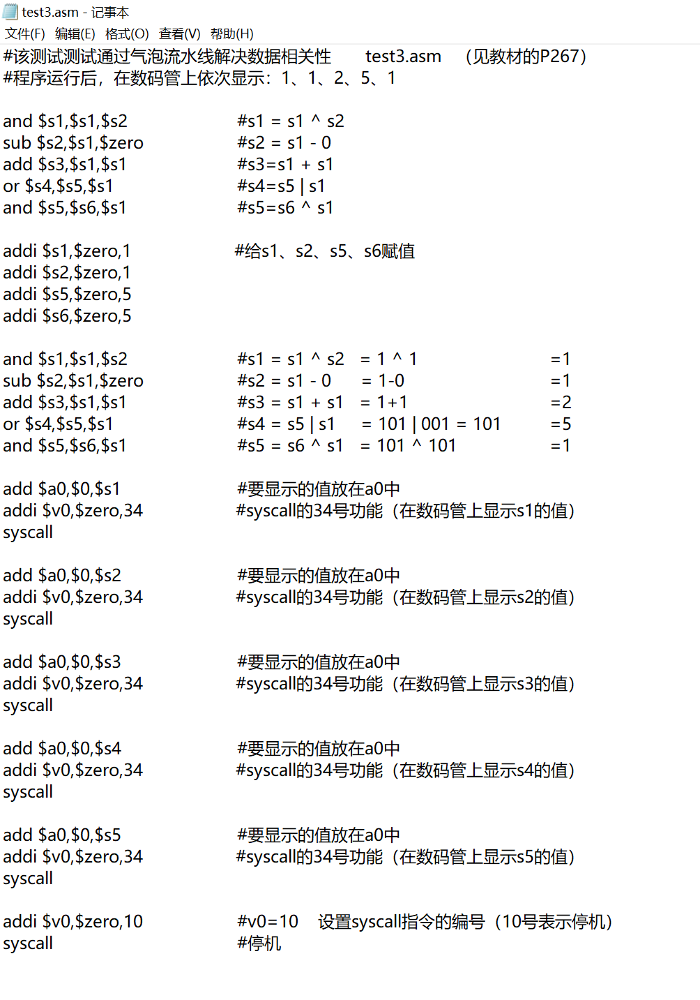 test3.asm - 记事本
文件(F) 编辑(E) 格式(O) 查看(V) 帮助(H)
#该测试测试通过气泡流水线解决数据相关性 test3.asm （见教材的P267）
#程序运行后，在数码管上依次显示：1、1、2、5、1
and $s1,$s1,$s2 #s1 = s1 ^ s2
sub $s2,$s1,$zero #s2 = s1 - 0
add $s3,$s1,$s1 #s3=s1 + s1
or $s4,$s5,$s1 #s4=s5 | s1
and $s5,$s6,$s1 #s5=s6 ^ s1
addi $s1,$zero,1 #给s1、s2、s5、s6赋值
addi $s2,$zero,1
addi $s5,$zero,5
addi $s6,$zero,5
and $s1,$s1,$s2 #s1 = s1 ^ s2 = 1 ^ 1 =1
sub $s2,$s1,$zero #s2 = s1 - 0 = 1-0 =1
add $s3,$s1,$s1 #s3 = s1 + s1 = 1+1 =2
or $s4,$s5,$s1 #s4 = s5 | s1 = 101 | 001 = 101 =5
and $s5,$s6,$s1 #s5 = s6 ^ s1 = 101 ^ 101 =1
add $a0,$0,$s1 #要显示的值放在a0中
addi $v0,$zero,34 #syscall的34号功能（在数码管上显示s1的值）
syscall
add $a0,$0,$s2 #要显示的值放在a0中
addi $v0,$zero,34 #syscall的34号功能（在数码管上显示s2的值）
syscall
add $a0,$0,$s3 #要显示的值放在a0中
addi $v0,$zero,34 #syscall的34号功能（在数码管上显示s3的值）
syscall
add $a0,$0,$s4 #要显示的值放在a0中
addi $v0,$zero,34 #syscall的34号功能（在数码管上显示s4的值）
syscall
add $a0,$0,$s5 #要显示的值放在a0中
addi $v0,$zero,34 #syscall的34号功能（在数码管上显示s5的值）
syscall
addi $v0,$zero,10 #v0=10 设置syscall指令的编号（10号表示停机）
syscall #停机